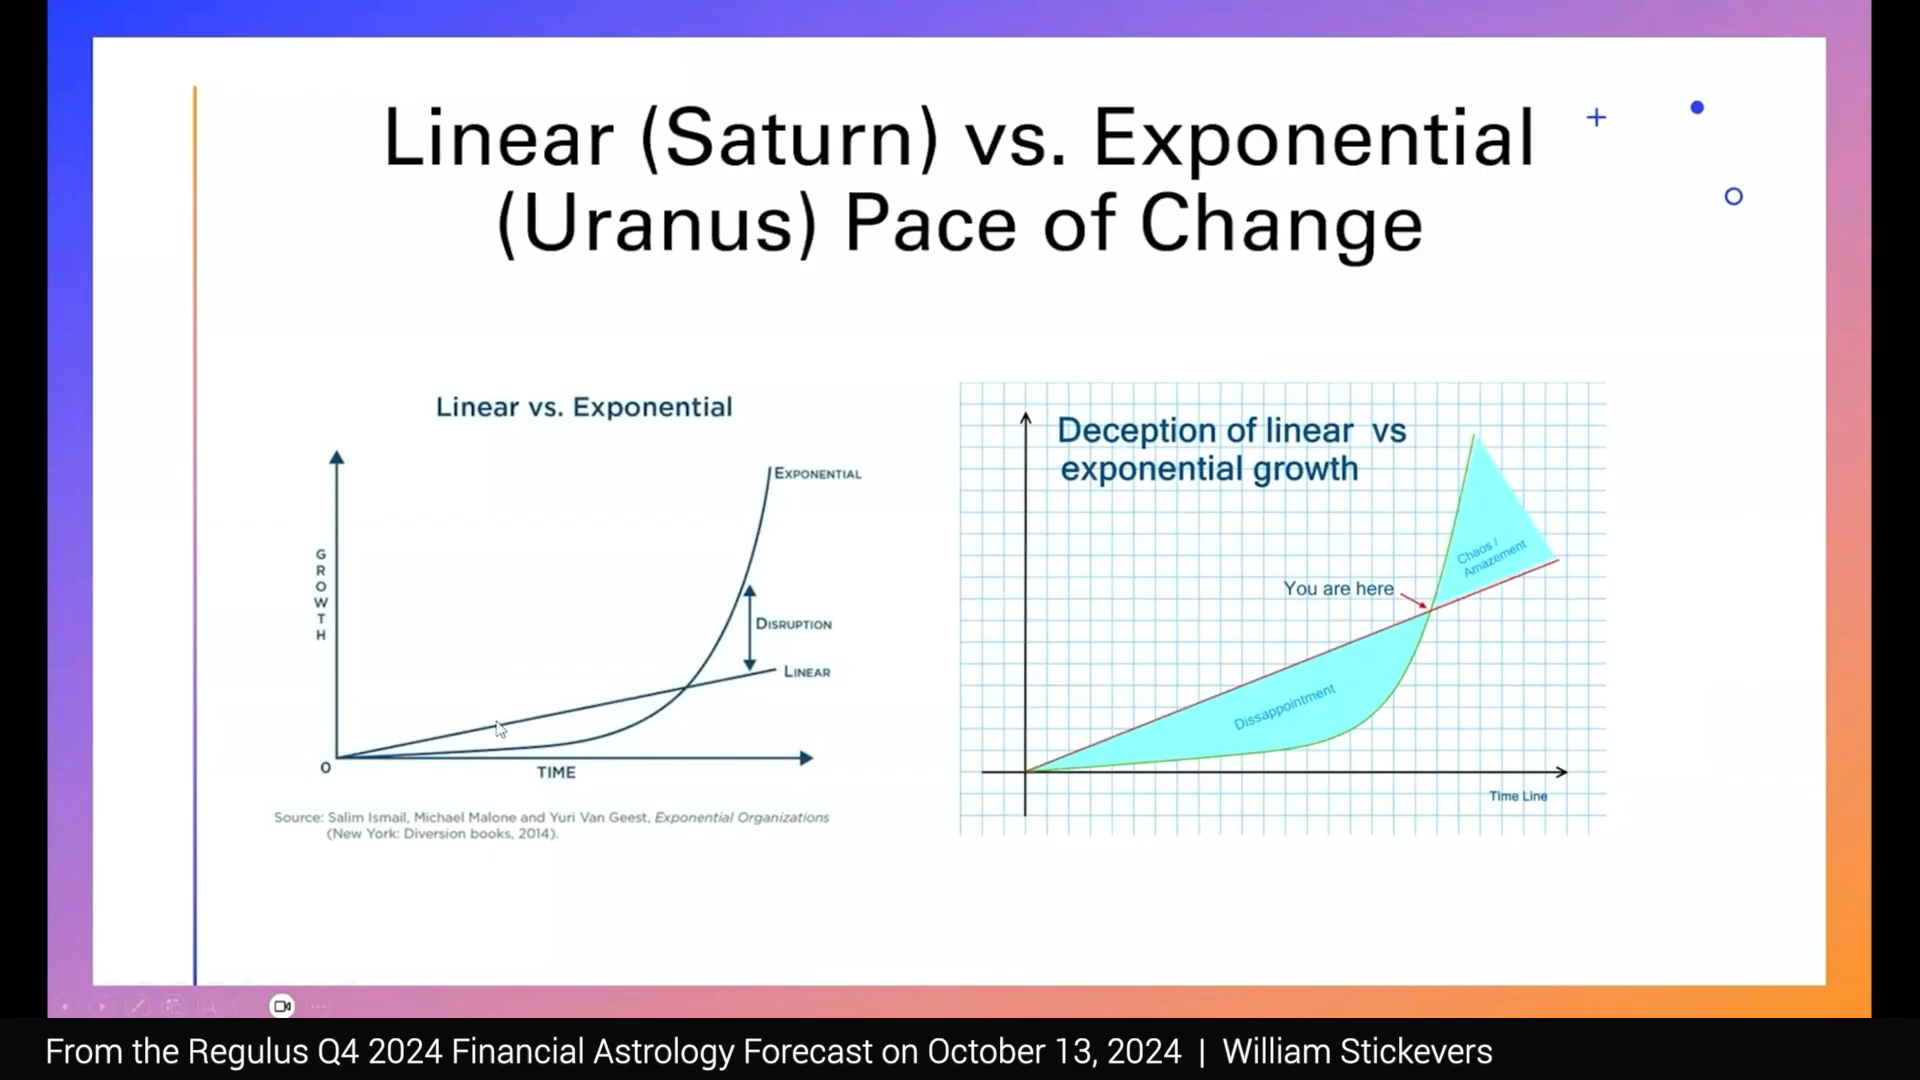 Linear (Saturn) vs. Exponential
(Uranus) Pace of Change
Linear vs. Exponential
EXPONENTIAL
GROWTH
DISRUPTION
LINEAR
O
TIME
Source: Salim Ismail, Michael Malone and Yuri Van Geest, Exponential Organizations
(New York: Diversion books, 2014).
Deception of linear vs
exponential growth
Chaos /
Amazement
You are here
Dissappointment
Time Line
From the Regulus Q4 2024 Financial Astrology Forecast on October 13, 2024 | William Stickevers